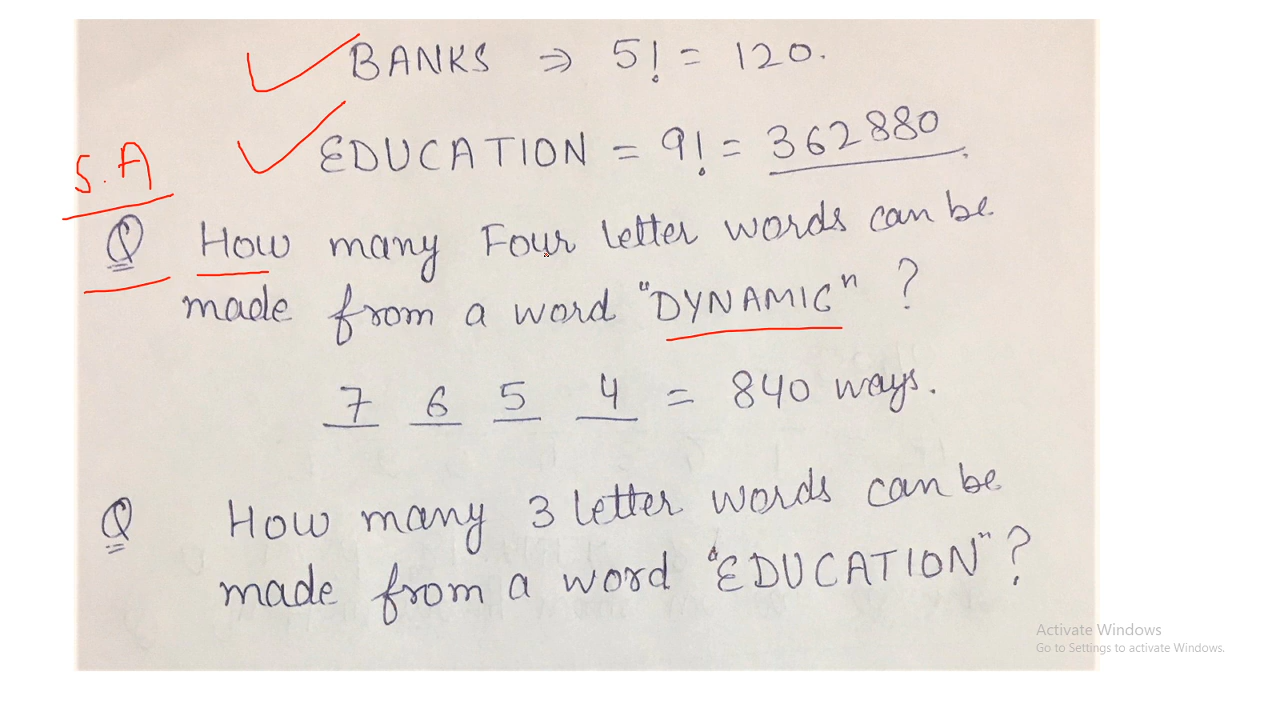 BANKS ⇒ 5! = 120.
EDUCATION = 9! = 362880.
S.A
Q How many Four letter words can be
made from a word "DYNAMIC" ?
7 6 5 4 = 840 ways.
Q How many 3 letter words can be
made from a word "EDUCATION" ?
Activate Windows
Go to Settings to activate Windows.